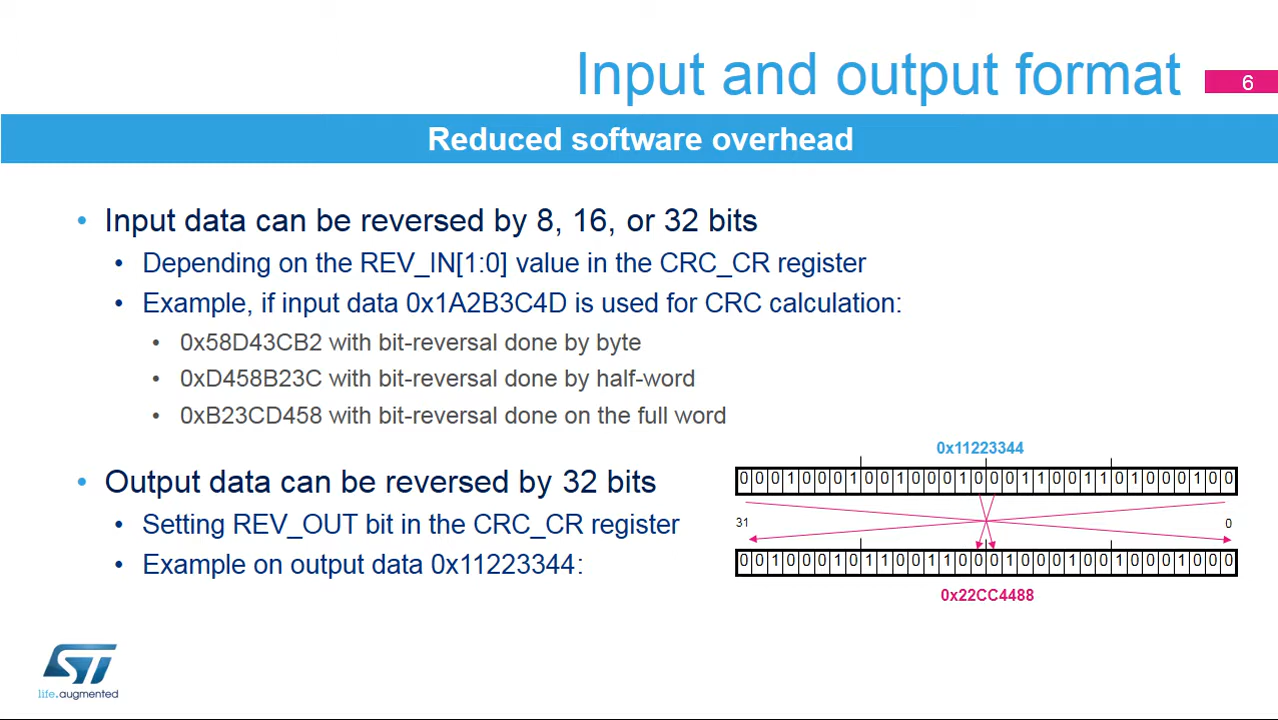 Input and output format
6
Reduced software overhead
• Input data can be reversed by 8, 16, or 32 bits
• Depending on the REV_IN[1:0] value in the CRC_CR register
• Example, if input data 0x1A2B3C4D is used for CRC calculation:
• 0x58D43CB2 with bit-reversal done by byte
• 0xD458B23C with bit-reversal done by half-word
• 0xB23CD458 with bit-reversal done on the full word
• Output data can be reversed by 32 bits
• Setting REV_OUT bit in the CRC_CR register
• Example on output data 0x11223344:
0x11223344
0 0 0 1 0 0 0 1 0 0 1 0 0 0 1 0 0 0 1 1 0 0 1 1 0 1 0 0 0 1 0 0
31 0
0 0 1 0 0 0 1 0 1 1 0 0 1 1 0 0 0 1 0 0 0 1 0 0 1 0 0 0 1 0 0 0
0x22CC4488
ST
life.augmented